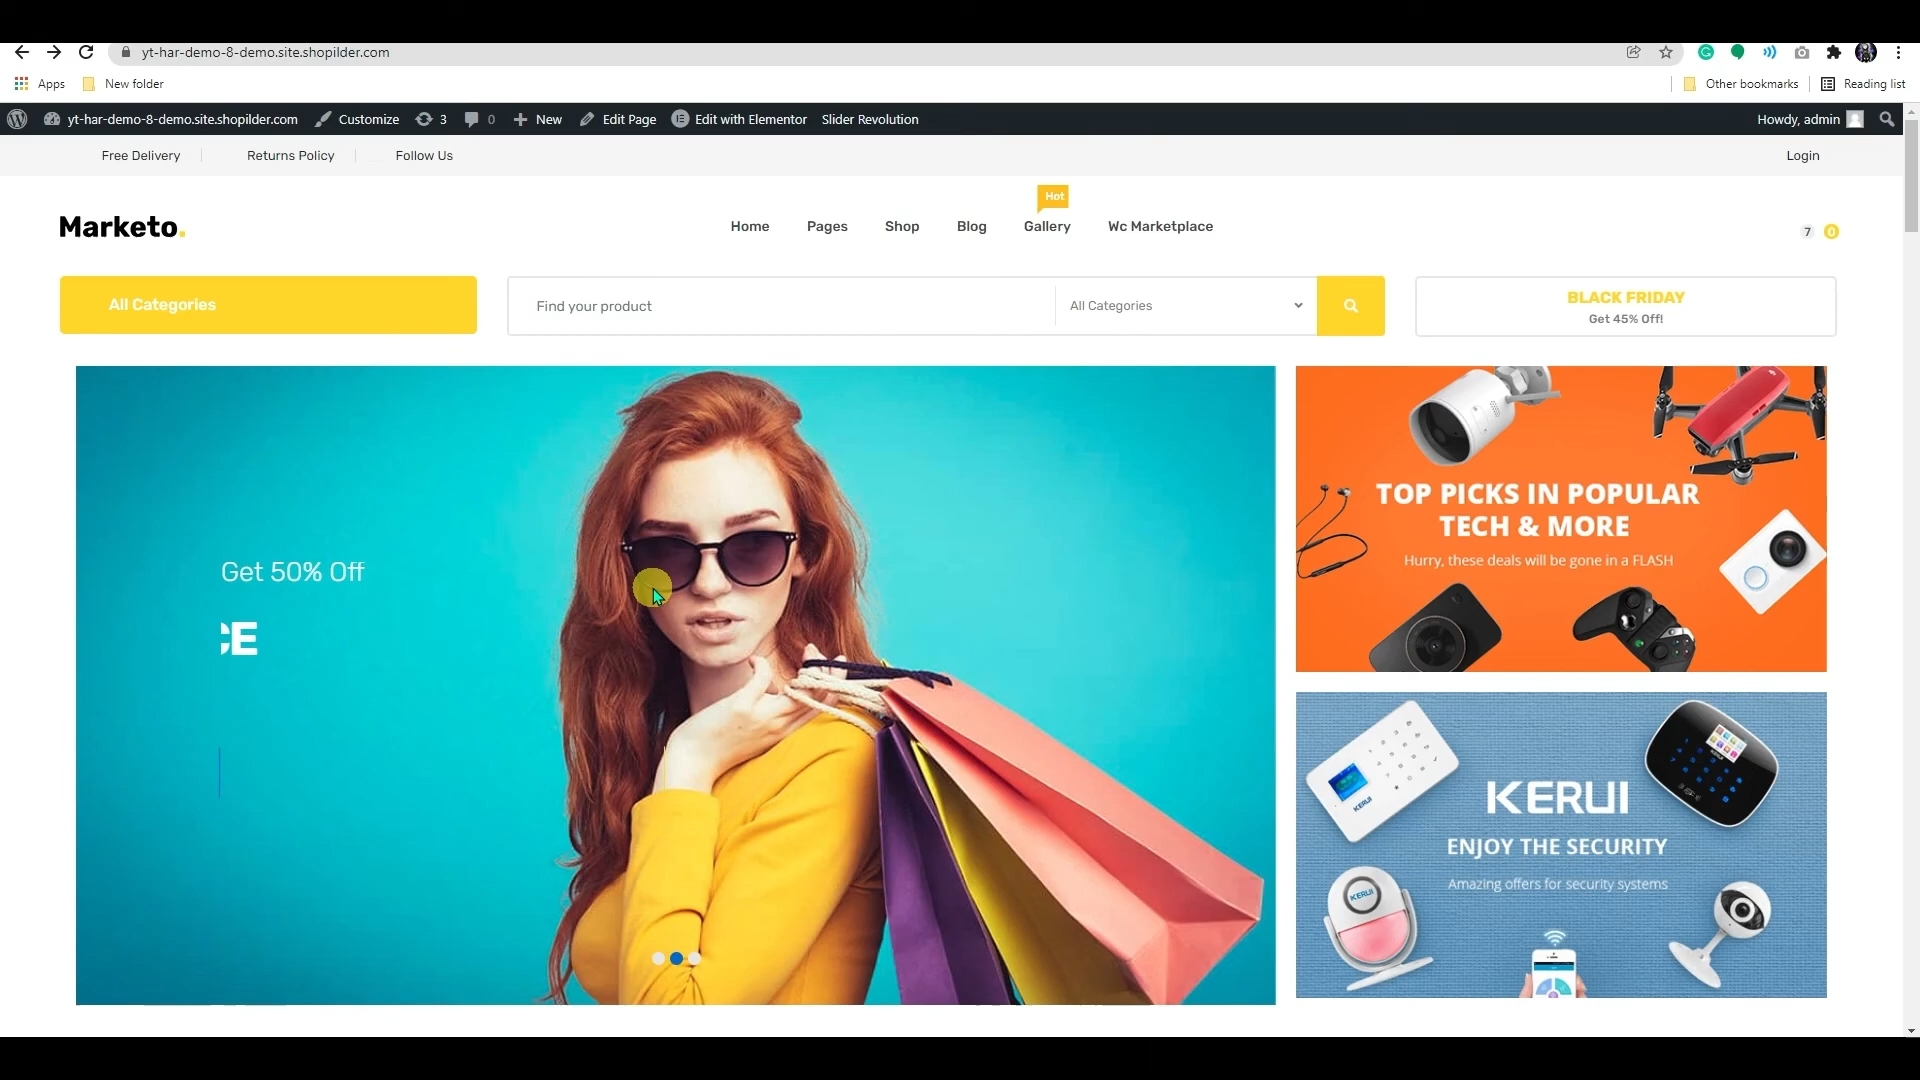 yt-har-demo-8-demo.site.shopilder.com
Apps New folder Other bookmarks Reading list
yt-har-demo-8-demo.site.shopilder.com Customize 3 0 New Edit Page Edit with Elementor Slider Revolution Howdy, admin
Free Delivery Returns Policy Follow Us Login
Hot
Marketo. Home Pages Shop Blog Gallery Wc Marketplace 7 0
All Categories Find your product All Categories BLACK FRIDAY
Get 45% Off!
Get 50% Off
CE
TOP PICKS IN POPULAR
TECH & MORE
Hurry, these deals will be gone in a FLASH
KERUI
KERUI
ENJOY THE SECURITY
Amazing offers for security systems
KERUI